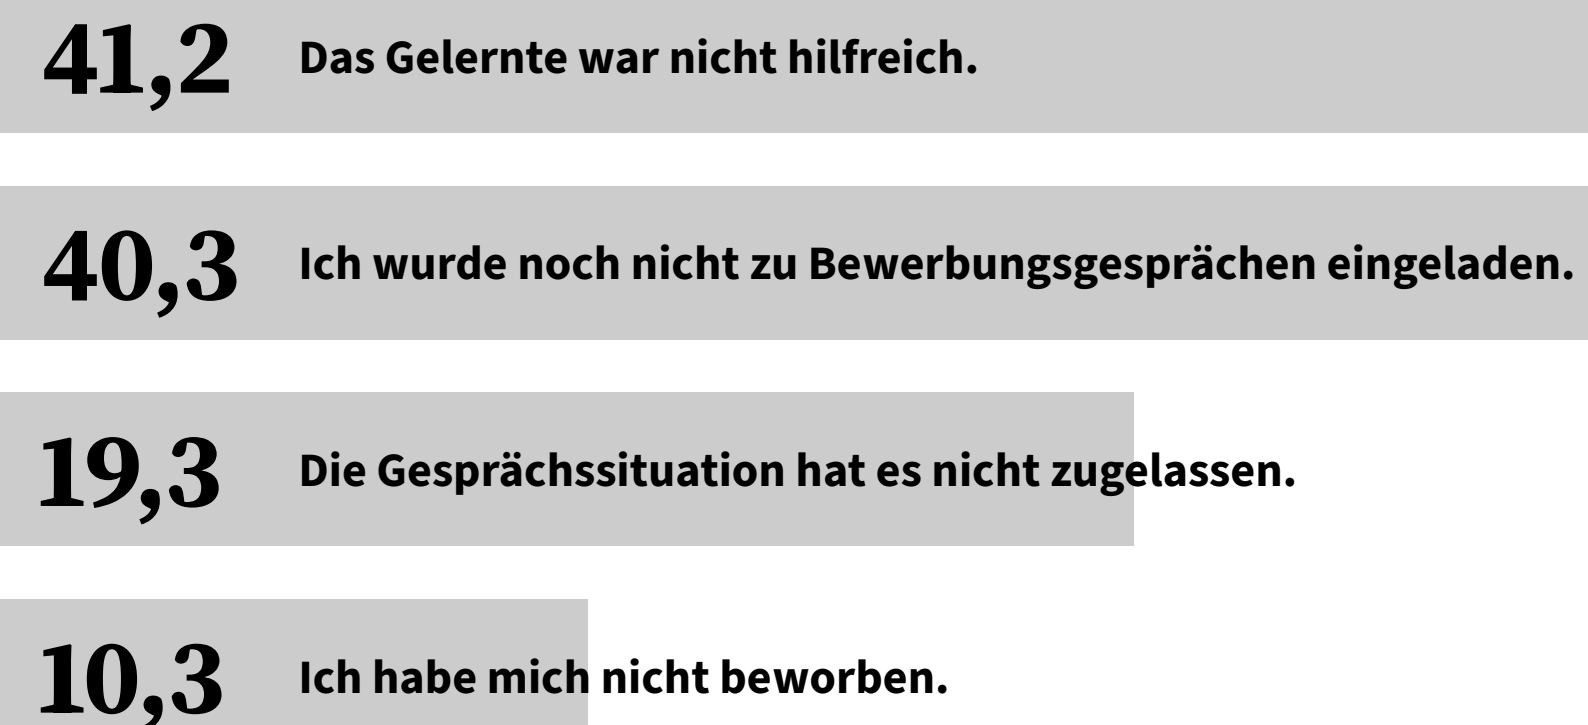 41,2 Das Gelernte war nicht hilfreich.
40,3 Ich wurde noch nicht zu Bewerbungsgesprächen eingeladen.
19,3 Die Gesprächssituation hat es nicht zugelassen.
10,3 Ich habe mich nicht beworben.